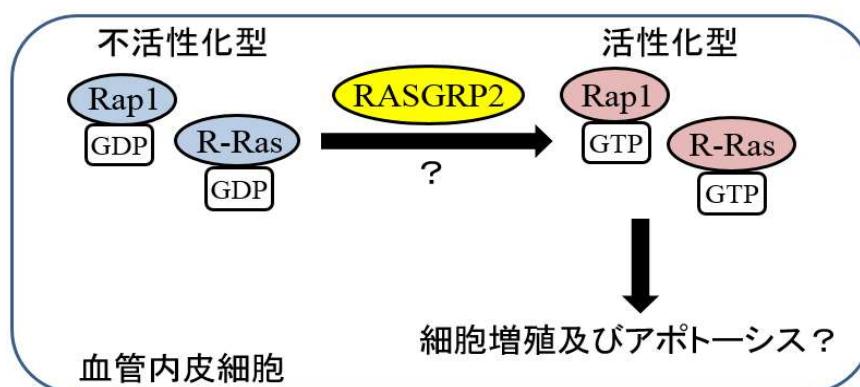 不活性化型
活性化型
Rap1
GDP
R-Ras
GDP
RASGRP2
?
Rap1
GTP
R-Ras
GTP
細胞増殖及びアポトーシス?
血管内皮細胞